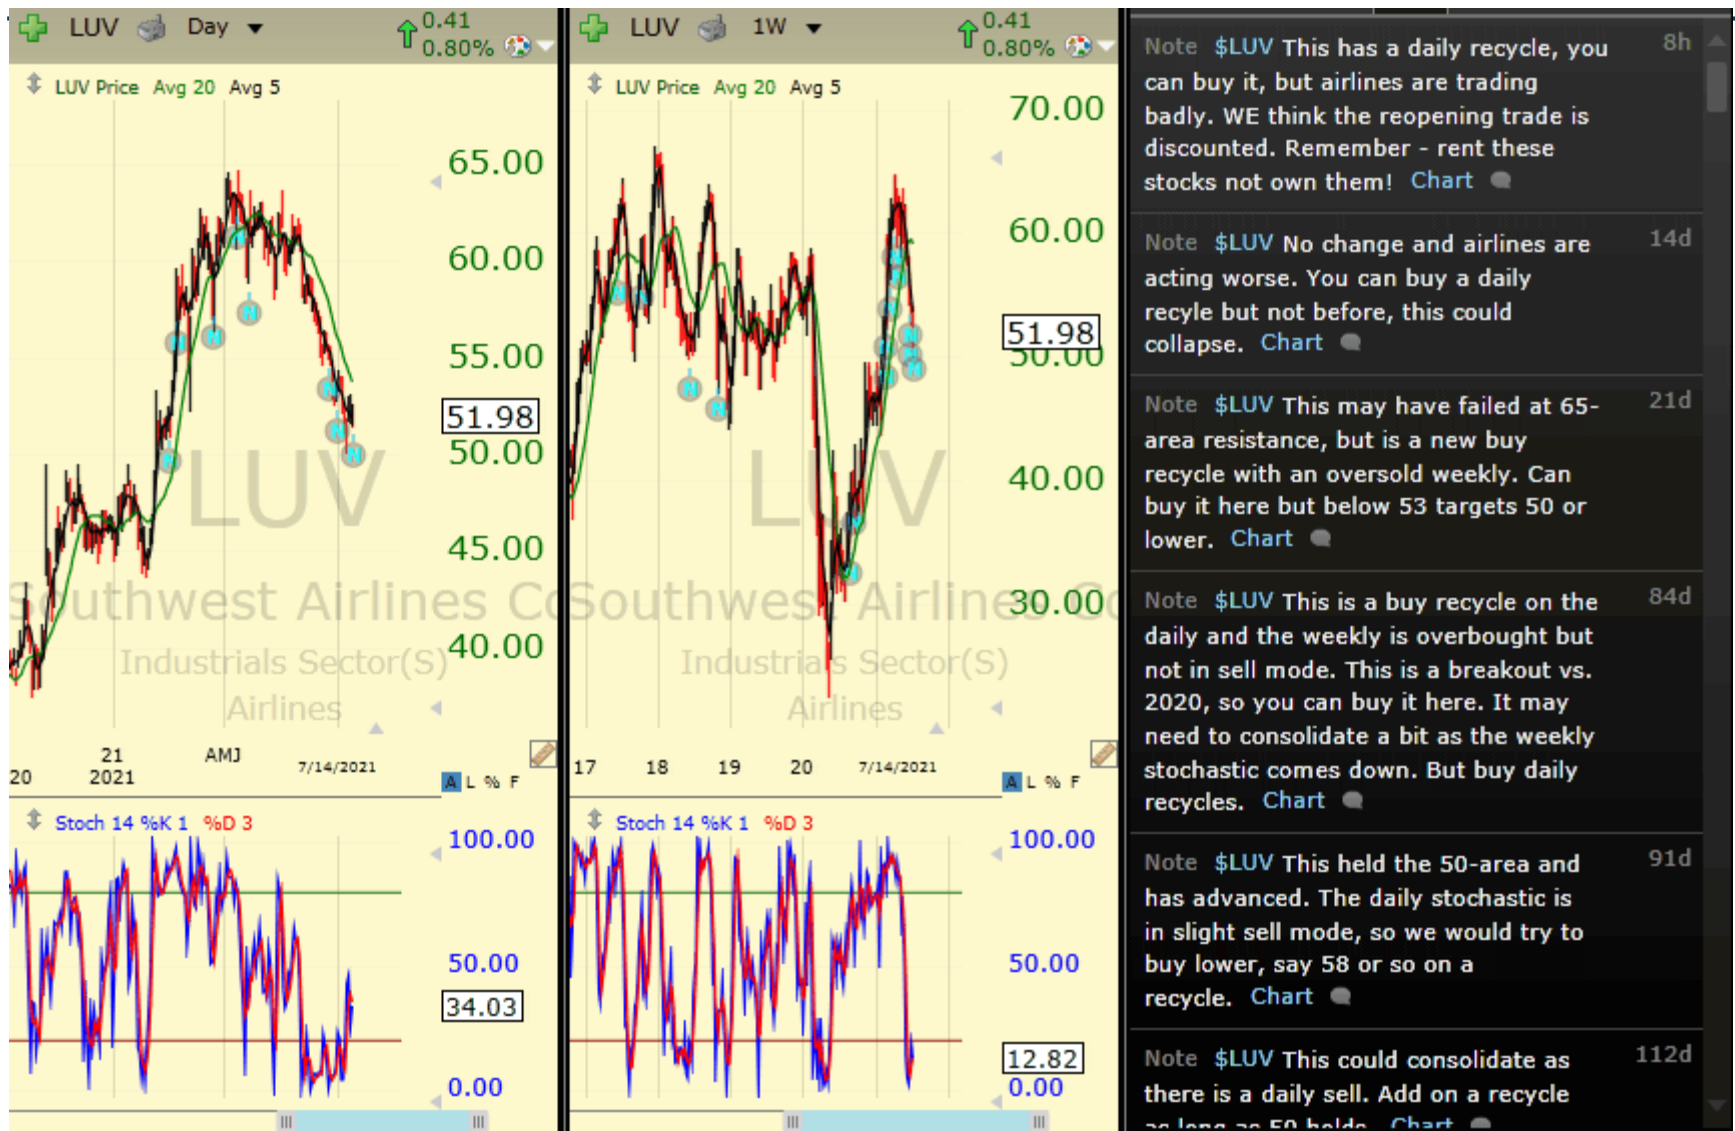 LUV Day
0.41
0.80%
LUV Price Avg 20 Avg 5
65.00
60.00
55.00
51.98
50.00
45.00
40.00
LUV
Southwest Airlines Co
Industrials Sector(S)
Airlines
20
21
2021
AMJ
7/14/2021
A L % F
Stoch 14 %K 1 %D 3
100.00
50.00
34.03
0.00
N
N
N
N
N
N
N
N
LUV 1W
0.41
0.80%
LUV Price Avg 20 Avg 5
70.00
60.00
51.98
50.00
40.00
30.00
LUV
Southwest Airlines Co
Industrials Sector(S)
Airlines
17 18 19 20 7/14/2021
A L % F
Stoch 14 %K 1 %D 3
100.00
50.00
12.82
0.00
Note $LUV This has a daily recycle, you 8h
can buy it, but airlines are trading
badly. WE think the reopening trade is
discounted. Remember - rent these
stocks not own them! Chart
Note $LUV No change and airlines are 14d
acting worse. You can buy a daily
recyle but not before, this could
collapse. Chart
Note $LUV This may have failed at 65- 21d
area resistance, but is a new buy
recycle with an oversold weekly. Can
buy it here but below 53 targets 50 or
lower. Chart
Note $LUV This is a buy recycle on the 84d
daily and the weekly is overbought but
not in sell mode. This is a breakout vs.
2020, so you can buy it here. It may
need to consolidate a bit as the weekly
stochastic comes down. But buy daily
recycles. Chart
Note $LUV This held the 50-area and 91d
has advanced. The daily stochastic is
in slight sell mode, so we would try to
buy lower, say 58 or so on a
recycle. Chart
Note $LUV This could consolidate as 112d
there is a daily sell. Add on a recycle
as long as 50 holds. Chart